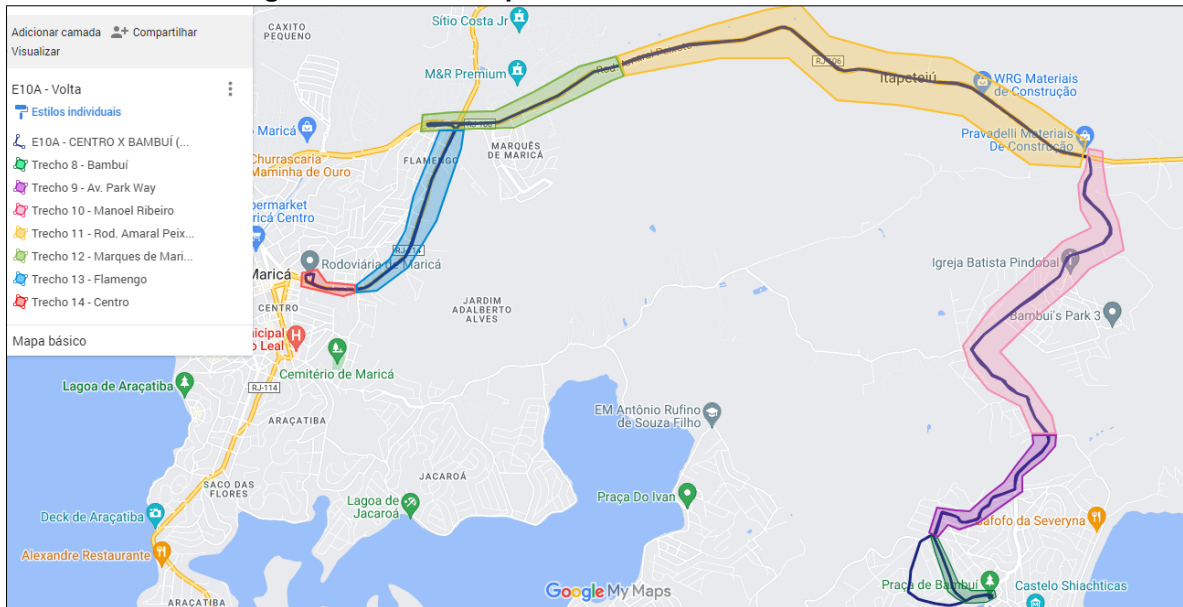 Adicionar camada Compartilhar
Visualizar
E10A - Volta
Estilos individuais
E10A - CENTRO X BAMBUÍ (...
Trecho 8 - Bambuí
Trecho 9 - Av. Park Way
Trecho 10 - Manoel Ribeiro
Trecho 11 - Rod. Amaral Peix...
Trecho 12 - Marques de Mari...
Trecho 13 - Flamengo
Trecho 14 - Centro
Mapa básico
CAXITO
PEQUENO
Sítio Costa Jr
M&R Premium
Maricá
Churrascaria
Maminha de Ouro
FLAMENGO
MARQUÊS
DE MARICÁ
Peixoto
RJ-106
Itapeteiú
WRG Materiais
de Construção
Pravadelli Materiais
De Construção
Maricá Centro
RJ-114
Rodoviária de Maricá
Maricá
CENTRO
JARDIM
ADALBERTO
ALVES
Igreja Batista Pindobal
Bambui's Park 3
Leal
Cemitério de Maricá
Lagoa de Araçatiba
RJ-114
ARAÇATIBA
EM Antônio Rufino
de Souza Filho
JACAROÁ
SACO DAS
FLORES
Lagoa de
Jacaroá
Praça Do Ivan
Deck de Araçatiba
Alexandre Restaurante
ARAÇATIBA
Google My Maps
da Severyna
Praça de Bambuí
Castelo Shiachticas